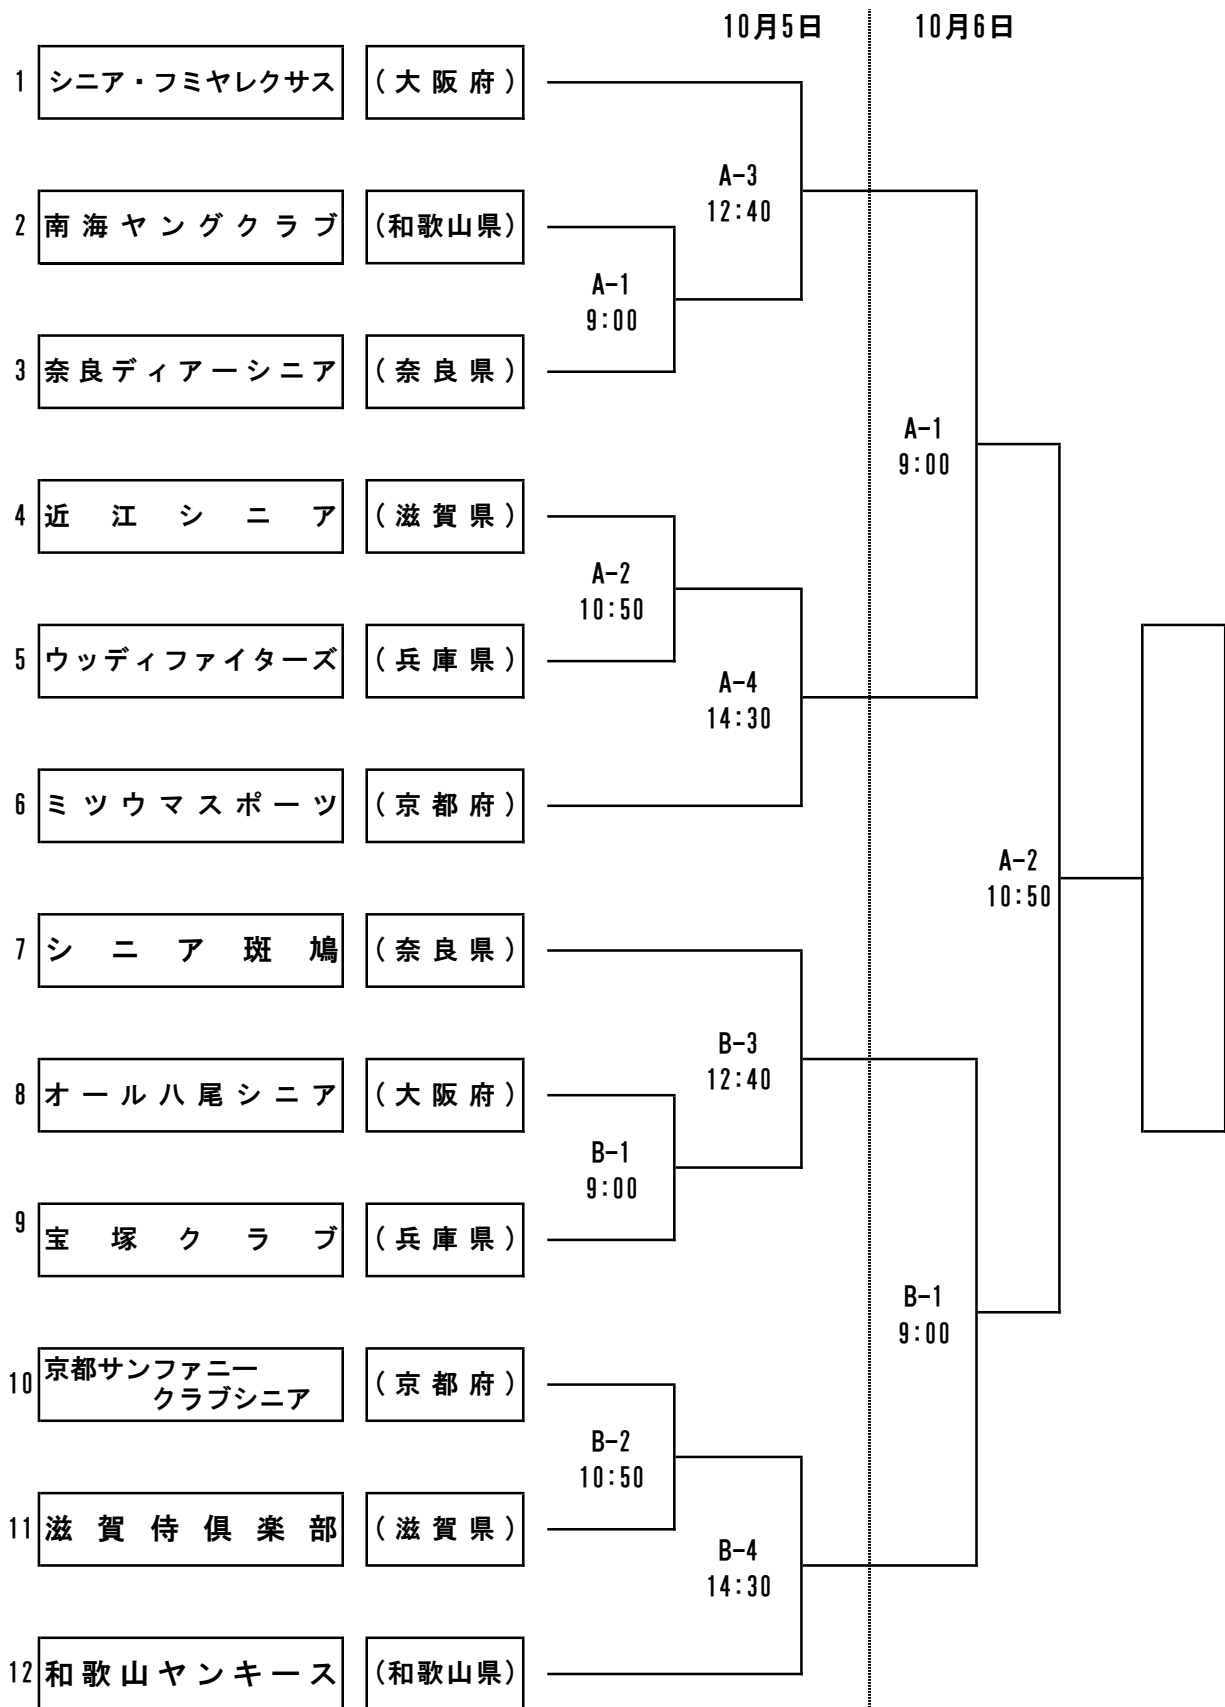 10月5日 10月6日
1 シニア・フミヤレクサス (大阪府)
A-3
12:40
2 南海ヤングクラブ (和歌山県)
A-1
9:00
3 奈良ディアーシニア (奈良県)
A-1
9:00
4 近江シニア (滋賀県)
A-2
10:50
5 ウッディファイターズ (兵庫県)
A-4
14:30
6 ミツウマスポーツ (京都府)
A-2
10:50
7 シニア斑鳩 (奈良県)
B-3
12:40
8 オール八尾シニア (大阪府)
B-1
9:00
9 宝塚クラブ (兵庫県)
B-1
9:00
10 京都サンファニー
クラブシニア (京都府)
B-2
10:50
11 滋賀侍倶楽部 (滋賀県)
B-4
14:30
12 和歌山ヤンキース (和歌山県)